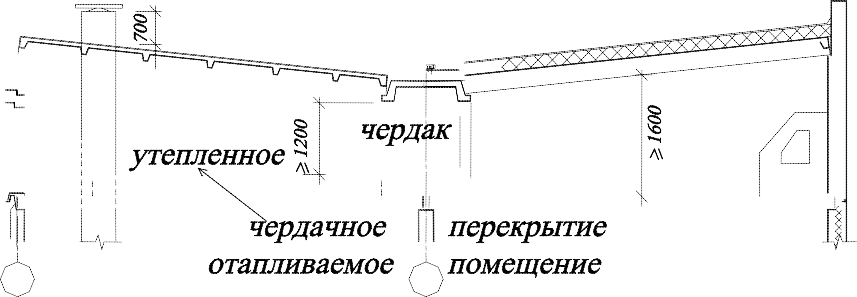 700
чердак
≥ 1200
≥ 1600
утепленное
чердачное перекрытие
отапливаемое помещение